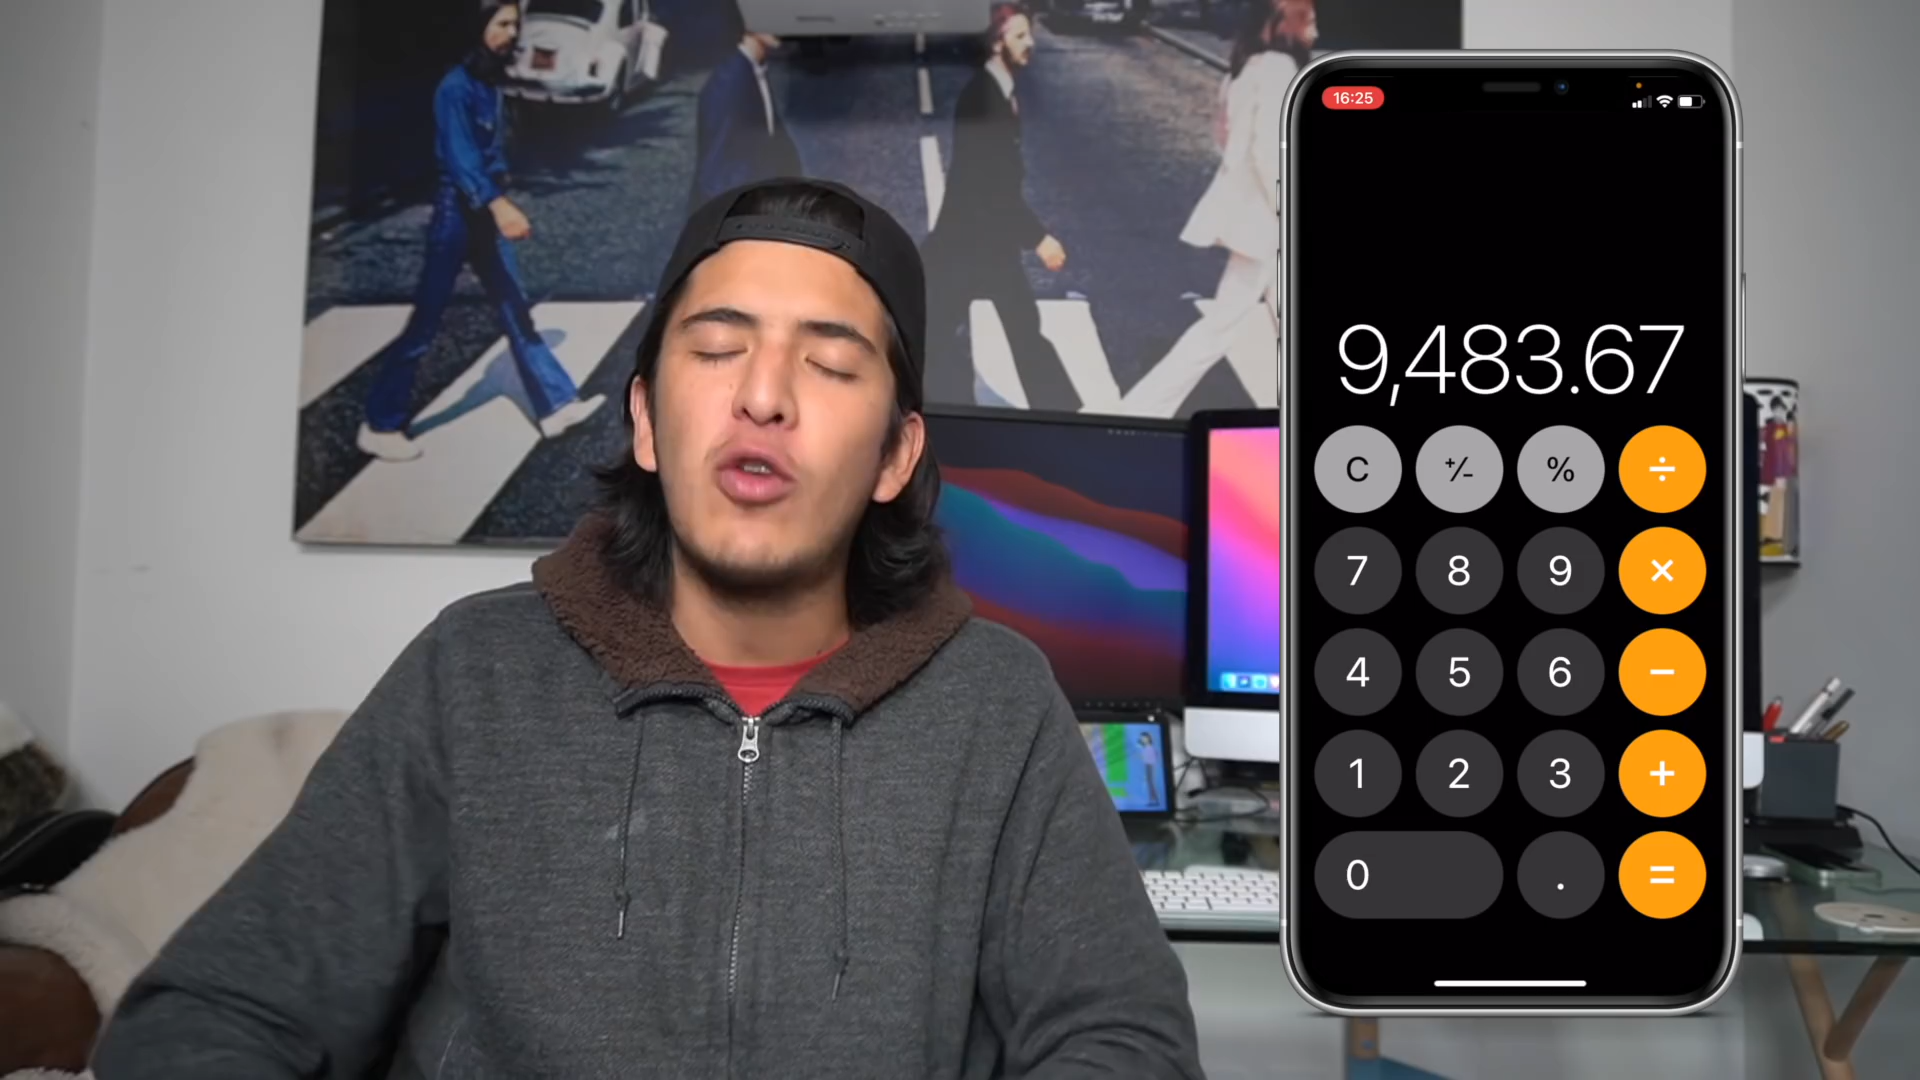 16:25
9,483.67
C +/- % ÷
7 8 9 ×
4 5 6 −
1 2 3 +
0 . =